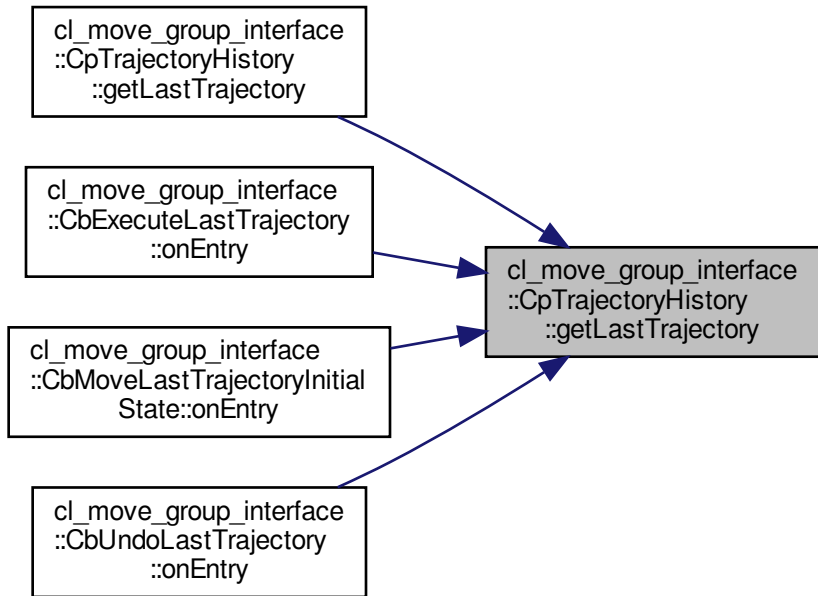 cl_move_group_interface
::CpTrajectoryHistory
::getLastTrajectory
cl_move_group_interface
::CbExecuteLastTrajectory
::onEntry
cl_move_group_interface
::CbMoveLastTrajectoryInitial
State::onEntry
cl_move_group_interface
::CbUndoLastTrajectory
::onEntry
cl_move_group_interface
::CpTrajectoryHistory
::getLastTrajectory